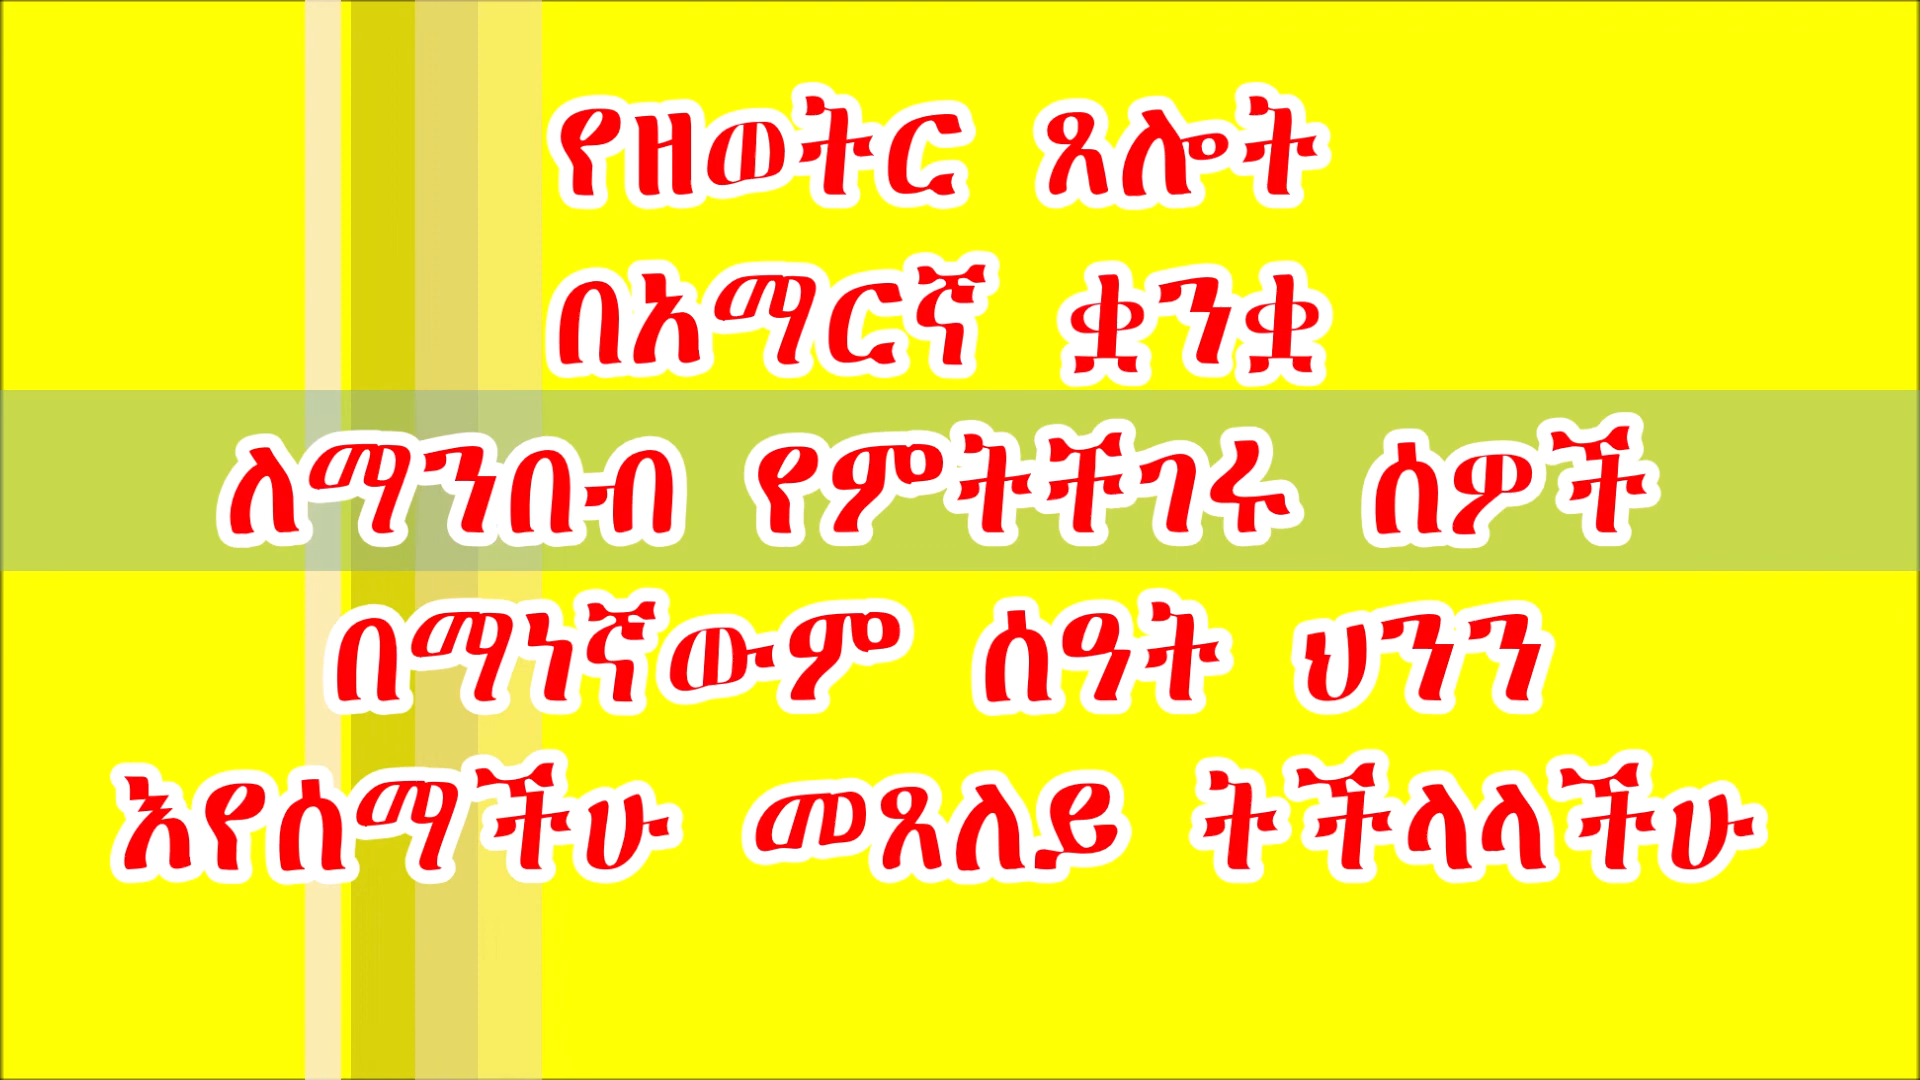 የዘወትር ጸሎት
በአማርኛ ቋንቋ
ለማንበብ የምትቸገሩ ሰዎች
በማነኛውም ሰዓት ህንን
እየሰማችሁ መጸለይ ትችላላችሁ